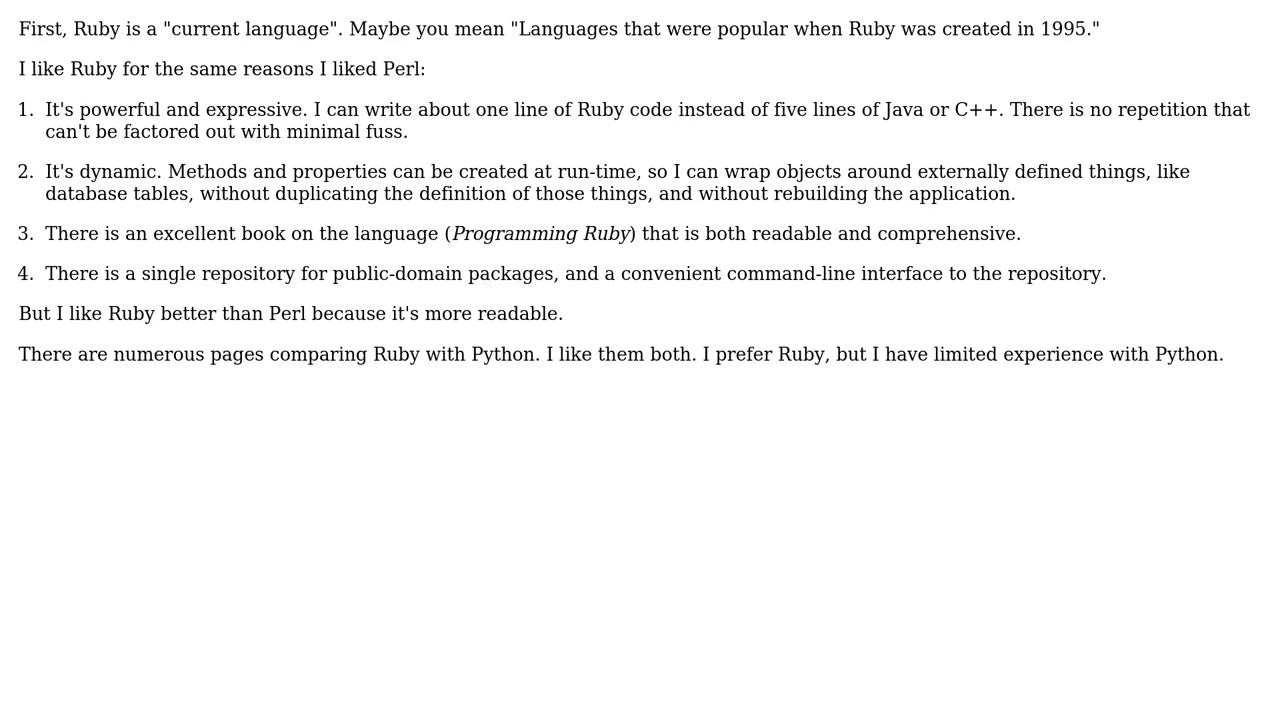 First, Ruby is a "current language". Maybe you mean "Languages that were popular when Ruby was created in 1995."
I like Ruby for the same reasons I liked Perl:
1. It's powerful and expressive. I can write about one line of Ruby code instead of five lines of Java or C++. There is no repetition that
can't be factored out with minimal fuss.
2. It's dynamic. Methods and properties can be created at run-time, so I can wrap objects around externally defined things, like
database tables, without duplicating the definition of those things, and without rebuilding the application.
3. There is an excellent book on the language (Programming Ruby) that is both readable and comprehensive.
4. There is a single repository for public-domain packages, and a convenient command-line interface to the repository.
But I like Ruby better than Perl because it's more readable.
There are numerous pages comparing Ruby with Python. I like them both. I prefer Ruby, but I have limited experience with Python.